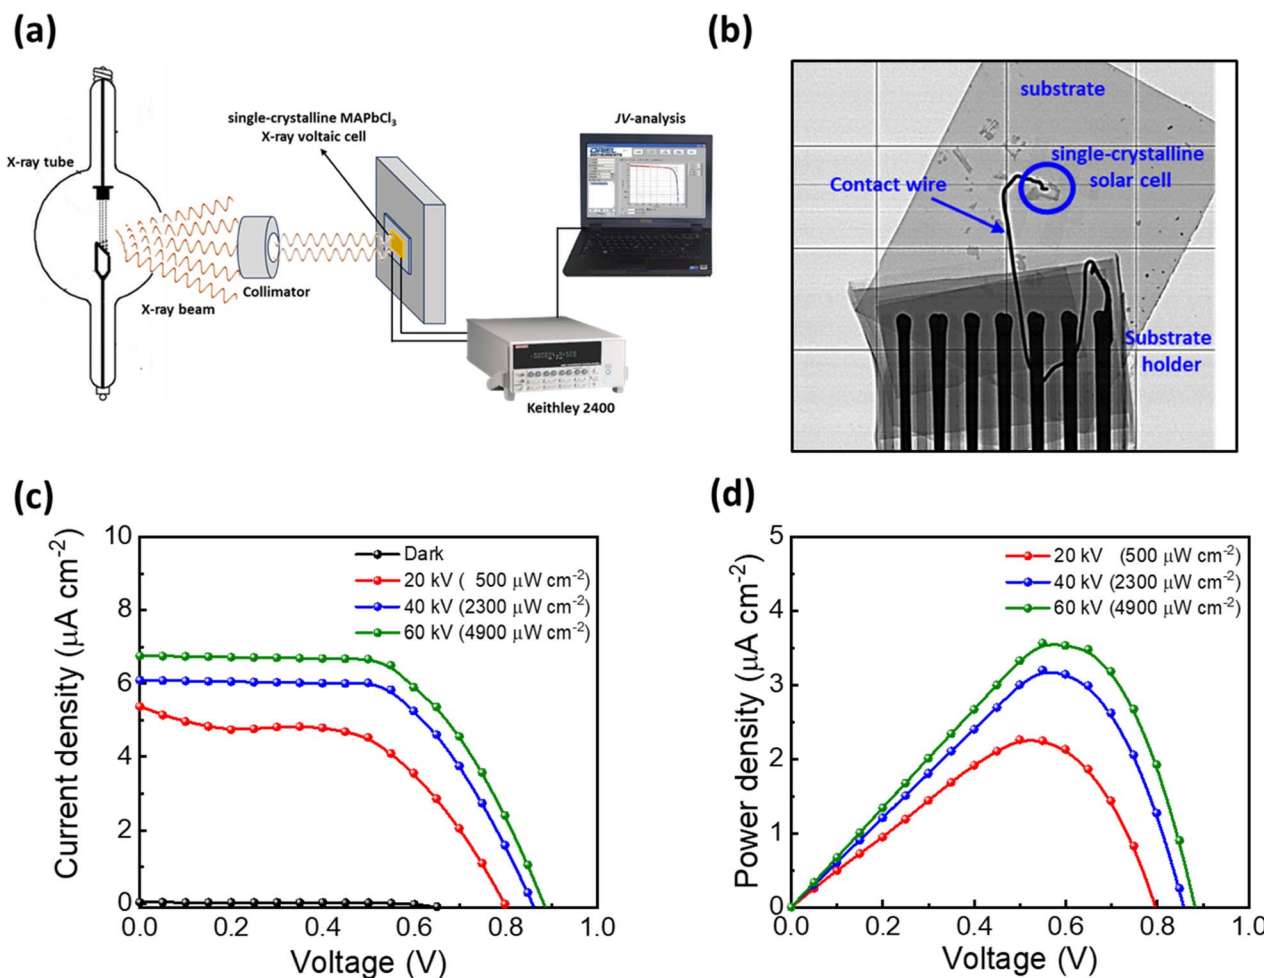 (a)
X-ray tube
X-ray beam
Collimator
single-crystalline MAPbCl₃
X-ray voltaic cell
JV-analysis
Keithley 2400
(b)
substrate
single-crystalline
solar cell
Contact wire
Substrate
holder
(c)
Current density (μA cm⁻²)
10
8
6
4
2
0
0.0 0.2 0.4 0.6 0.8 1.0
Voltage (V)
Dark
20 kV ( 500 μW cm⁻²)
40 kV (2300 μW cm⁻²)
60 kV (4900 μW cm⁻²)
(d)
Power density (μA cm⁻²)
5
4
3
2
1
0
0.0 0.2 0.4 0.6 0.8 1.0
Voltage (V)
20 kV (500 μW cm⁻²)
40 kV (2300 μW cm⁻²)
60 kV (4900 μW cm⁻²)